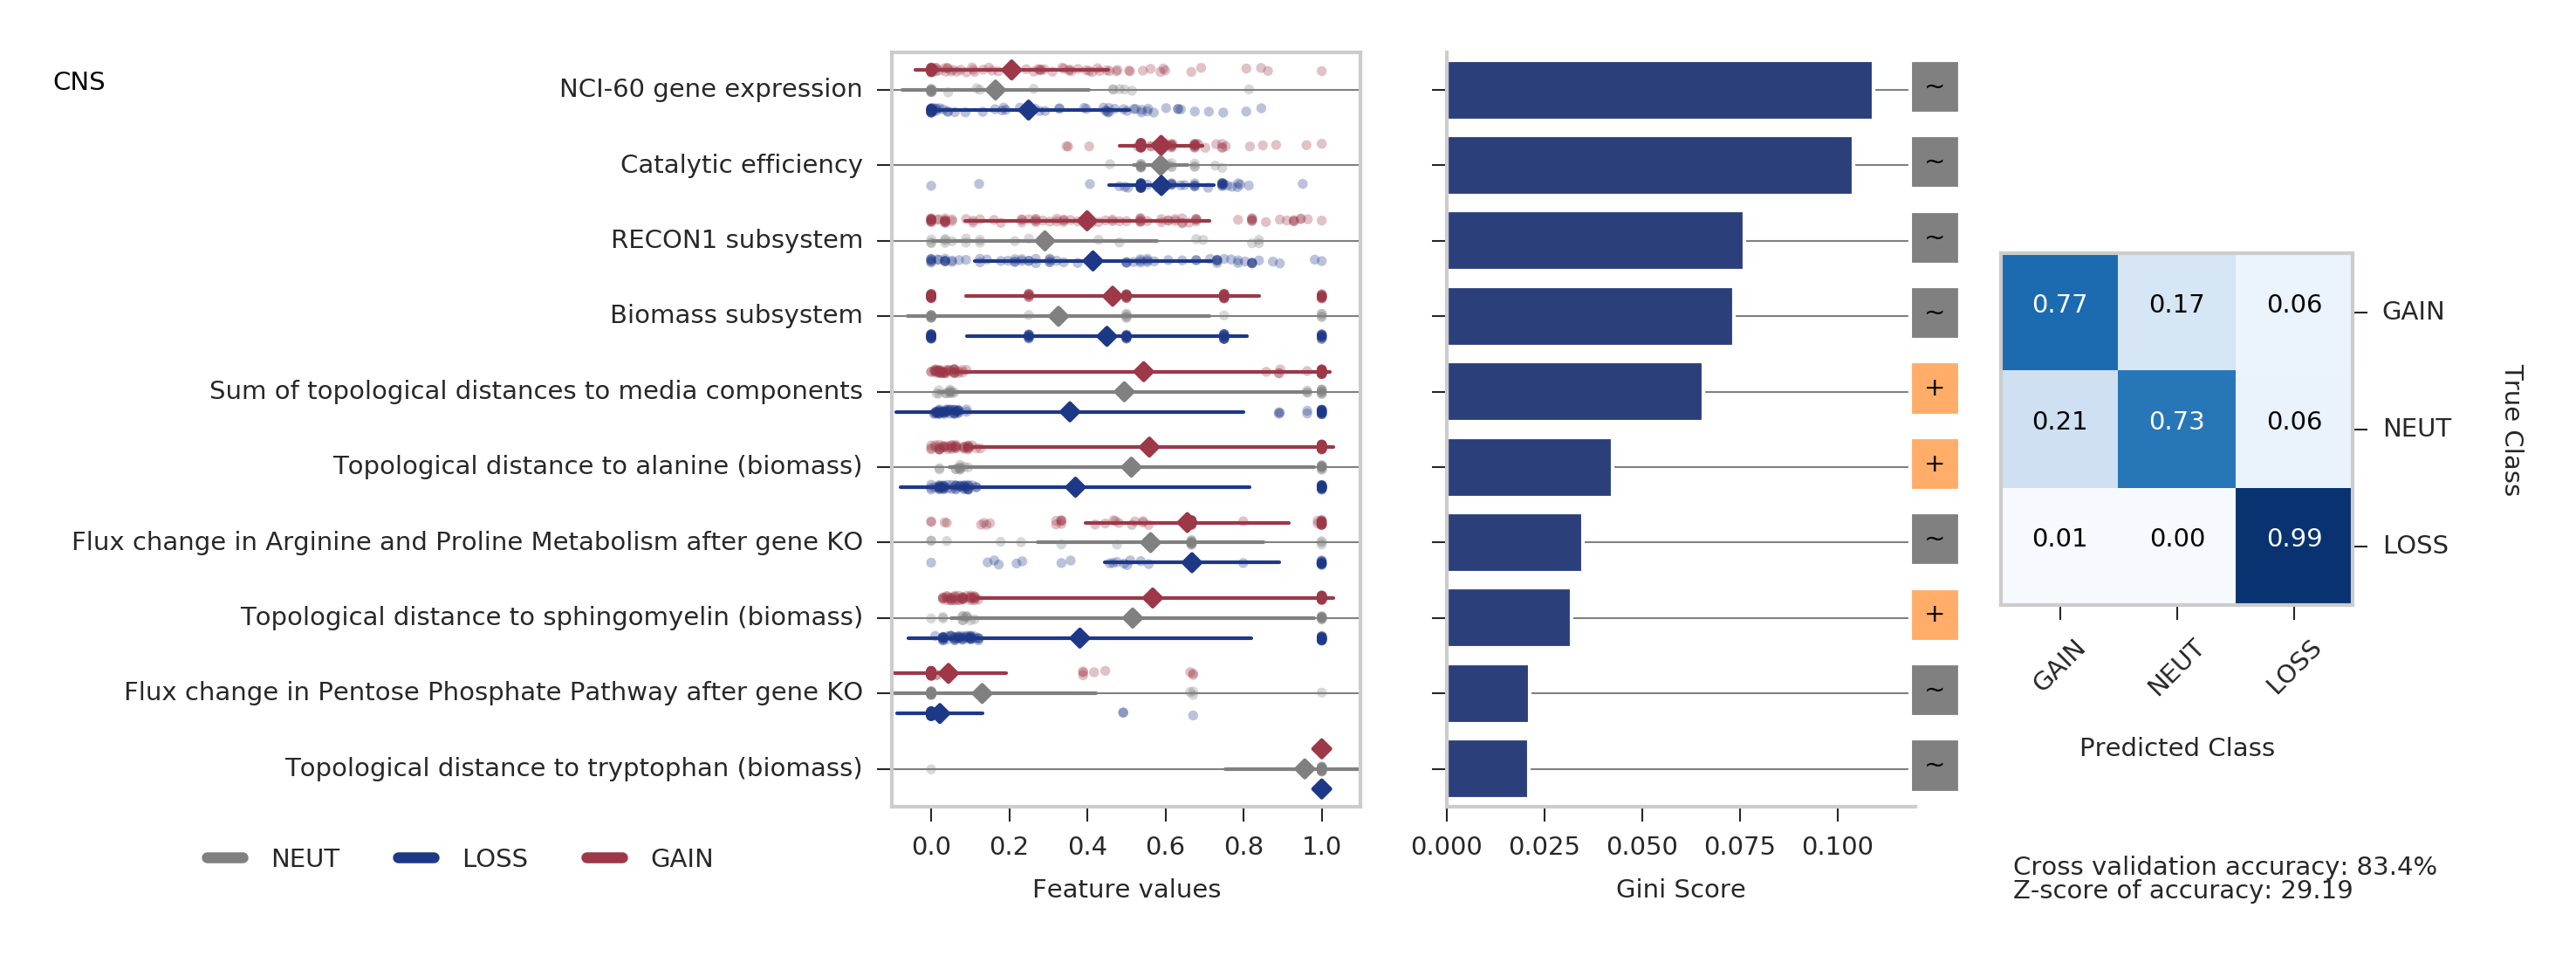 CNS
NCI-60 gene expression
Catalytic efficiency
RECON1 subsystem
Biomass subsystem
Sum of topological distances to media components
Topological distance to alanine (biomass)
Flux change in Arginine and Proline Metabolism after gene KO
Topological distance to sphingomyelin (biomass)
Flux change in Pentose Phosphate Pathway after gene KO
Topological distance to tryptophan (biomass)
NEUT LOSS GAIN
0.0 0.2 0.4 0.6 0.8 1.0
Feature values
~
~
~
~
+
+
~
+
~
~
0.000 0.025 0.050 0.075 0.100
Gini Score
0.77 0.17 0.06 GAIN
0.21 0.73 0.06 NEUT
0.01 0.00 0.99 LOSS
True Class
GAIN NEUT LOSS
Predicted Class
Cross validation accuracy: 83.4%
Z-score of accuracy: 29.19